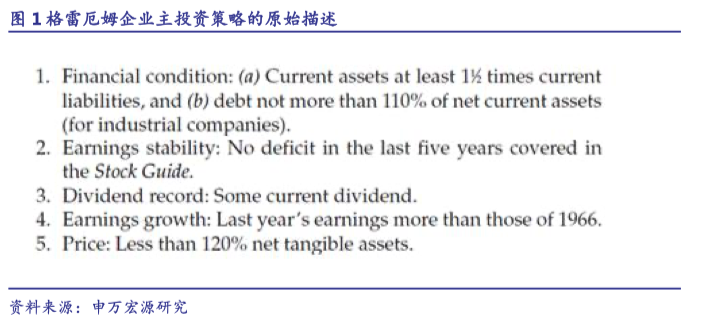 图 1 格雷厄姆企业主投资策略的原始描述
1. Financial condition: (a) Current assets at least 1½ times current
liabilities, and (b) debt not more than 110% of net current assets
(for industrial companies).
2. Earnings stability: No deficit in the last five years covered in
the Stock Guide.
3. Dividend record: Some current dividend.
4. Earnings growth: Last year's earnings more than those of 1966.
5. Price: Less than 120% net tangible assets.
资料来源：申万宏源研究